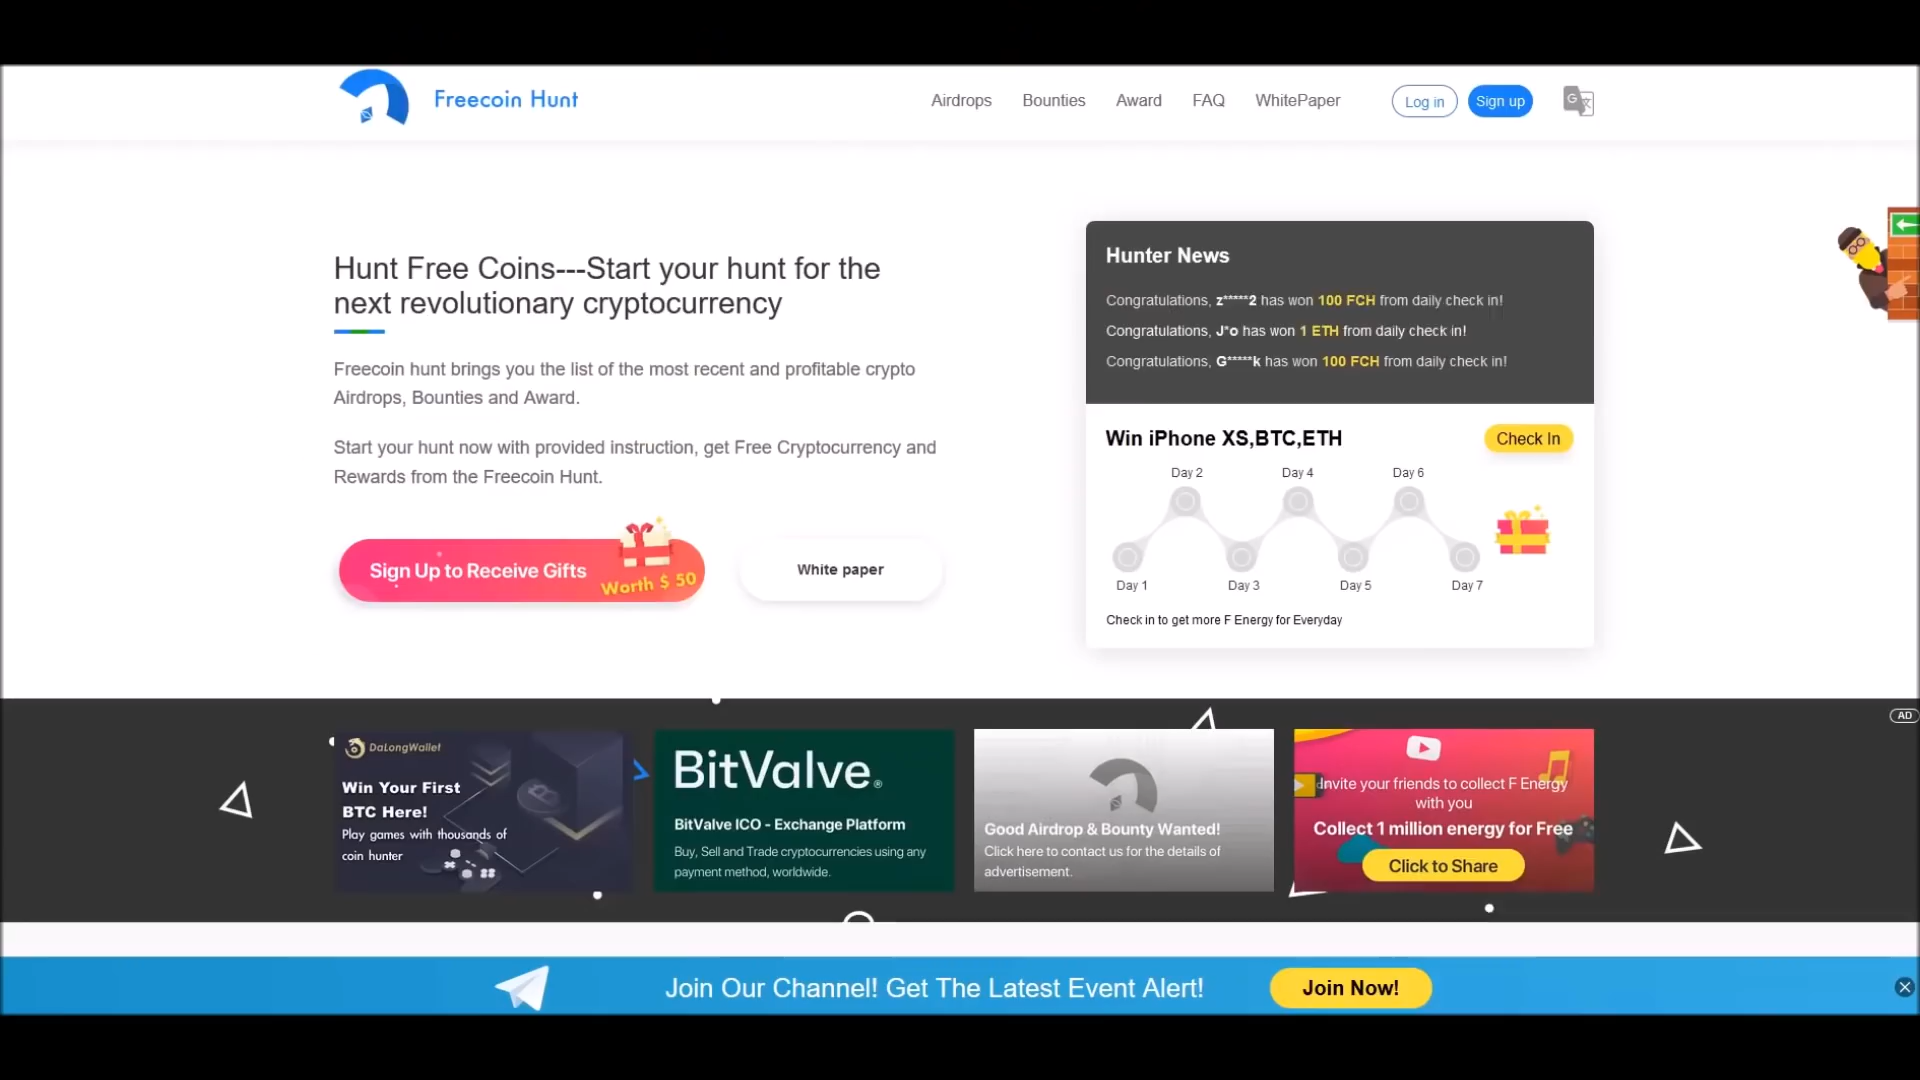 Freecoin Hunt
Airdrops
Bounties
Award
FAQ
WhitePaper
Log in
Sign up
G
Hunt Free Coins---Start your hunt for the
next revolutionary cryptocurrency
Freecoin hunt brings you the list of the most recent and profitable crypto
Airdrops, Bounties and Award.
Start your hunt now with provided instruction, get Free Cryptocurrency and
Rewards from the Freecoin Hunt.
Sign Up to Receive Gifts
Worth $ 50
White paper
Hunter News
Congratulations, z*****2 has won 100 FCH from daily check in!
Congratulations, J*o has won 1 ETH from daily check in!
Congratulations, G*****k has won 100 FCH from daily check in!
Win iPhone XS,BTC,ETH
Check In
Day 2
Day 4
Day 6
Day 1
Day 3
Day 5
Day 7
Check in to get more F Energy for Everyday
AD
DaLongWallet
Win Your First
BTC Here!
Play games with thousands of
coin hunter
BitValve®
BitValve ICO - Exchange Platform
Buy, Sell and Trade cryptocurrencies using any
payment method, worldwide.
Good Airdrop & Bounty Wanted!
Click here to contact us for the details of
advertisement.
Invite your friends to collect F Energy
with you
Collect 1 million energy for Free
Click to Share
Join Our Channel! Get The Latest Event Alert!
Join Now!